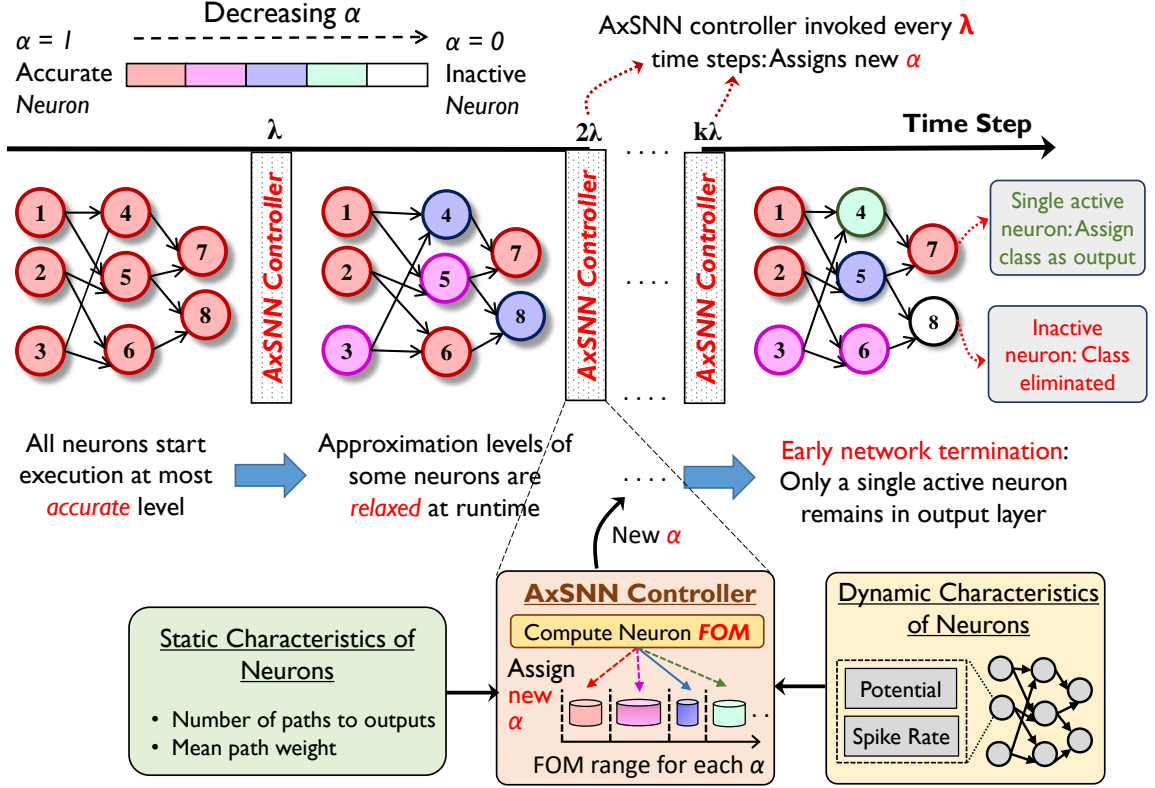 Decreasing α
α = 1
Accurate
Neuron
α = 0
Inactive
Neuron
AxSNN controller invoked every λ
time steps: Assigns new α
λ
2λ
. . . .
kλ
Time Step
1
2
3
4
5
6
7
8
AxSNN Controller
1
2
3
4
5
6
7
8
AxSNN Controller
. . . .
. . . .
AxSNN Controller
1
2
3
4
5
6
7
8
Single active
neuron: Assign
class as output
Inactive
neuron: Class
eliminated
All neurons start
execution at most
accurate level
Approximation levels of
some neurons are
relaxed at runtime
. . . .
Early network termination:
Only a single active neuron
remains in output layer
New α
Static Characteristics of
Neurons
• Number of paths to outputs
• Mean path weight
AxSNN Controller
Compute Neuron FOM
Assign
new
α
. .
FOM range for each α
Dynamic Characteristics
of Neurons
Potential
Spike Rate